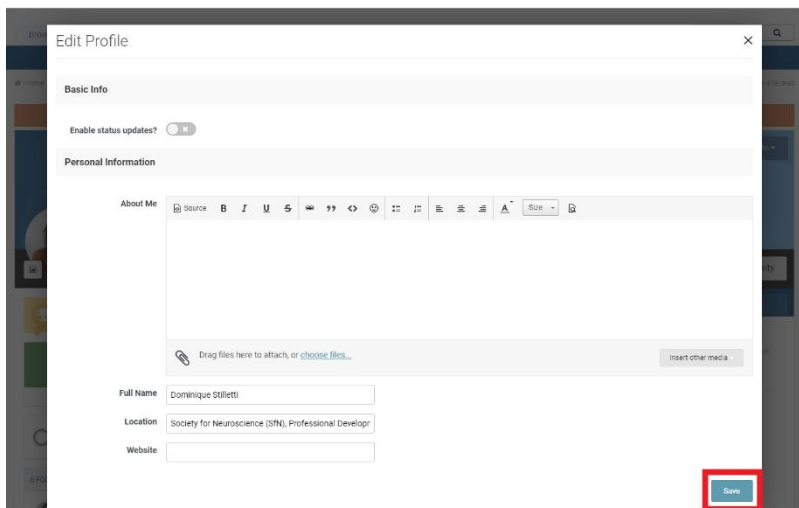 Edit Profile
Basic Info
Enable status updates?
Personal Information
About Me
Source B I U S A Size
Drag files here to attach, or choose files...
Insert other media
Full Name Dominique Stilletti
Location Society for Neuroscience (SfN), Professional Developr
Website
Save